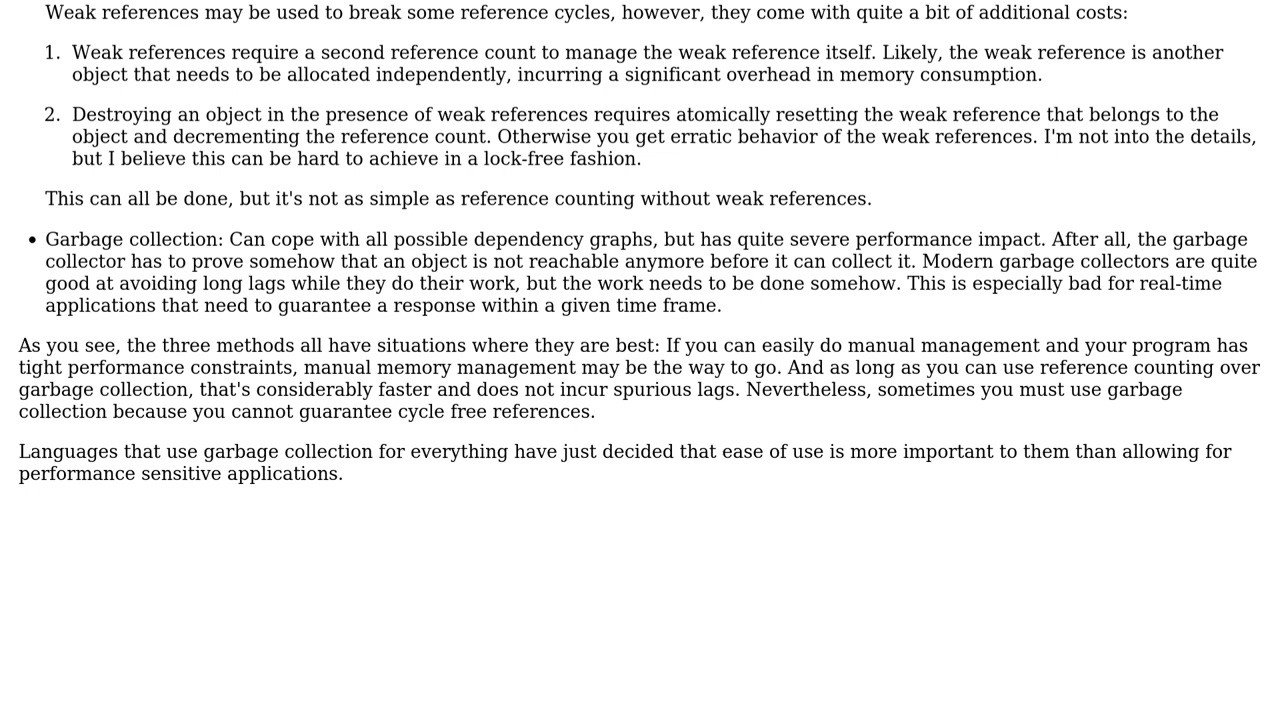 Weak references may be used to break some reference cycles, however, they come with quite a bit of additional costs:
1. Weak references require a second reference count to manage the weak reference itself. Likely, the weak reference is another
object that needs to be allocated independently, incurring a significant overhead in memory consumption.
2. Destroying an object in the presence of weak references requires atomically resetting the weak reference that belongs to the
object and decrementing the reference count. Otherwise you get erratic behavior of the weak references. I'm not into the details,
but I believe this can be hard to achieve in a lock-free fashion.
This can all be done, but it's not as simple as reference counting without weak references.
• Garbage collection: Can cope with all possible dependency graphs, but has quite severe performance impact. After all, the garbage
collector has to prove somehow that an object is not reachable anymore before it can collect it. Modern garbage collectors are quite
good at avoiding long lags while they do their work, but the work needs to be done somehow. This is especially bad for real-time
applications that need to guarantee a response within a given time frame.
As you see, the three methods all have situations where they are best: If you can easily do manual management and your program has
tight performance constraints, manual memory management may be the way to go. And as long as you can use reference counting over
garbage collection, that's considerably faster and does not incur spurious lags. Nevertheless, sometimes you must use garbage
collection because you cannot guarantee cycle free references.
Languages that use garbage collection for everything have just decided that ease of use is more important to them than allowing for
performance sensitive applications.